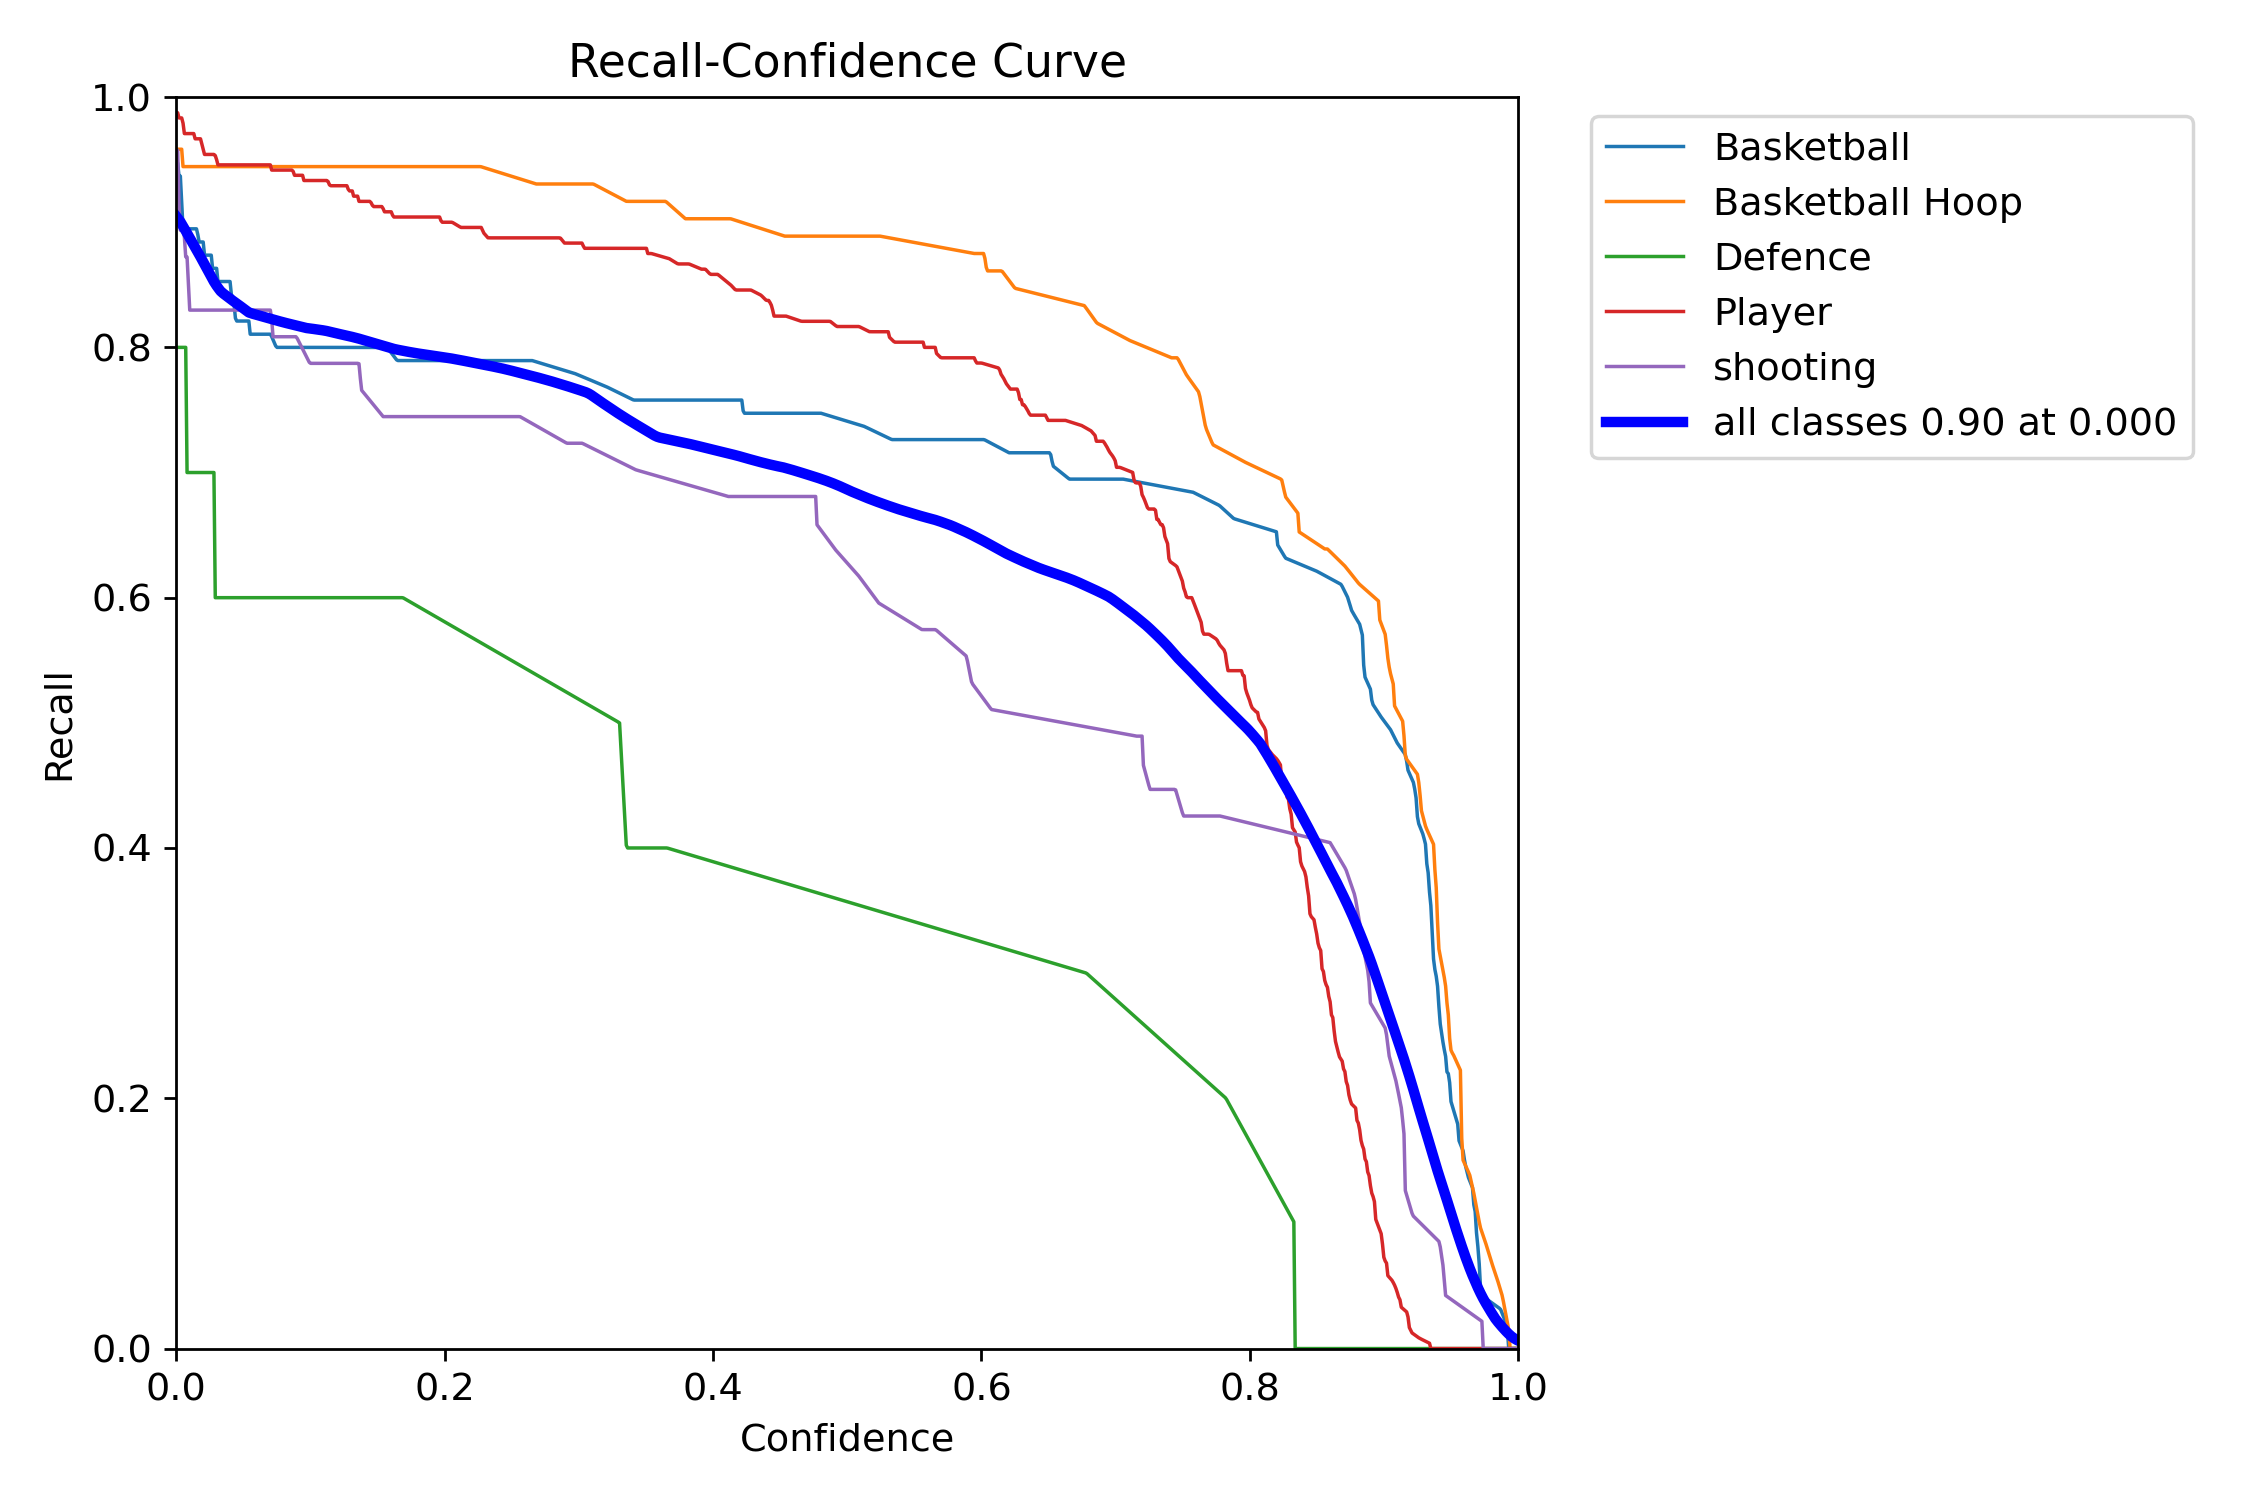 Recall-Confidence Curve
1.0
0.8
0.6
0.4
0.2
0.0
Recall
0.0 0.2 0.4 0.6 0.8 1.0
Confidence
Basketball
Basketball Hoop
Defence
Player
shooting
all classes 0.90 at 0.000